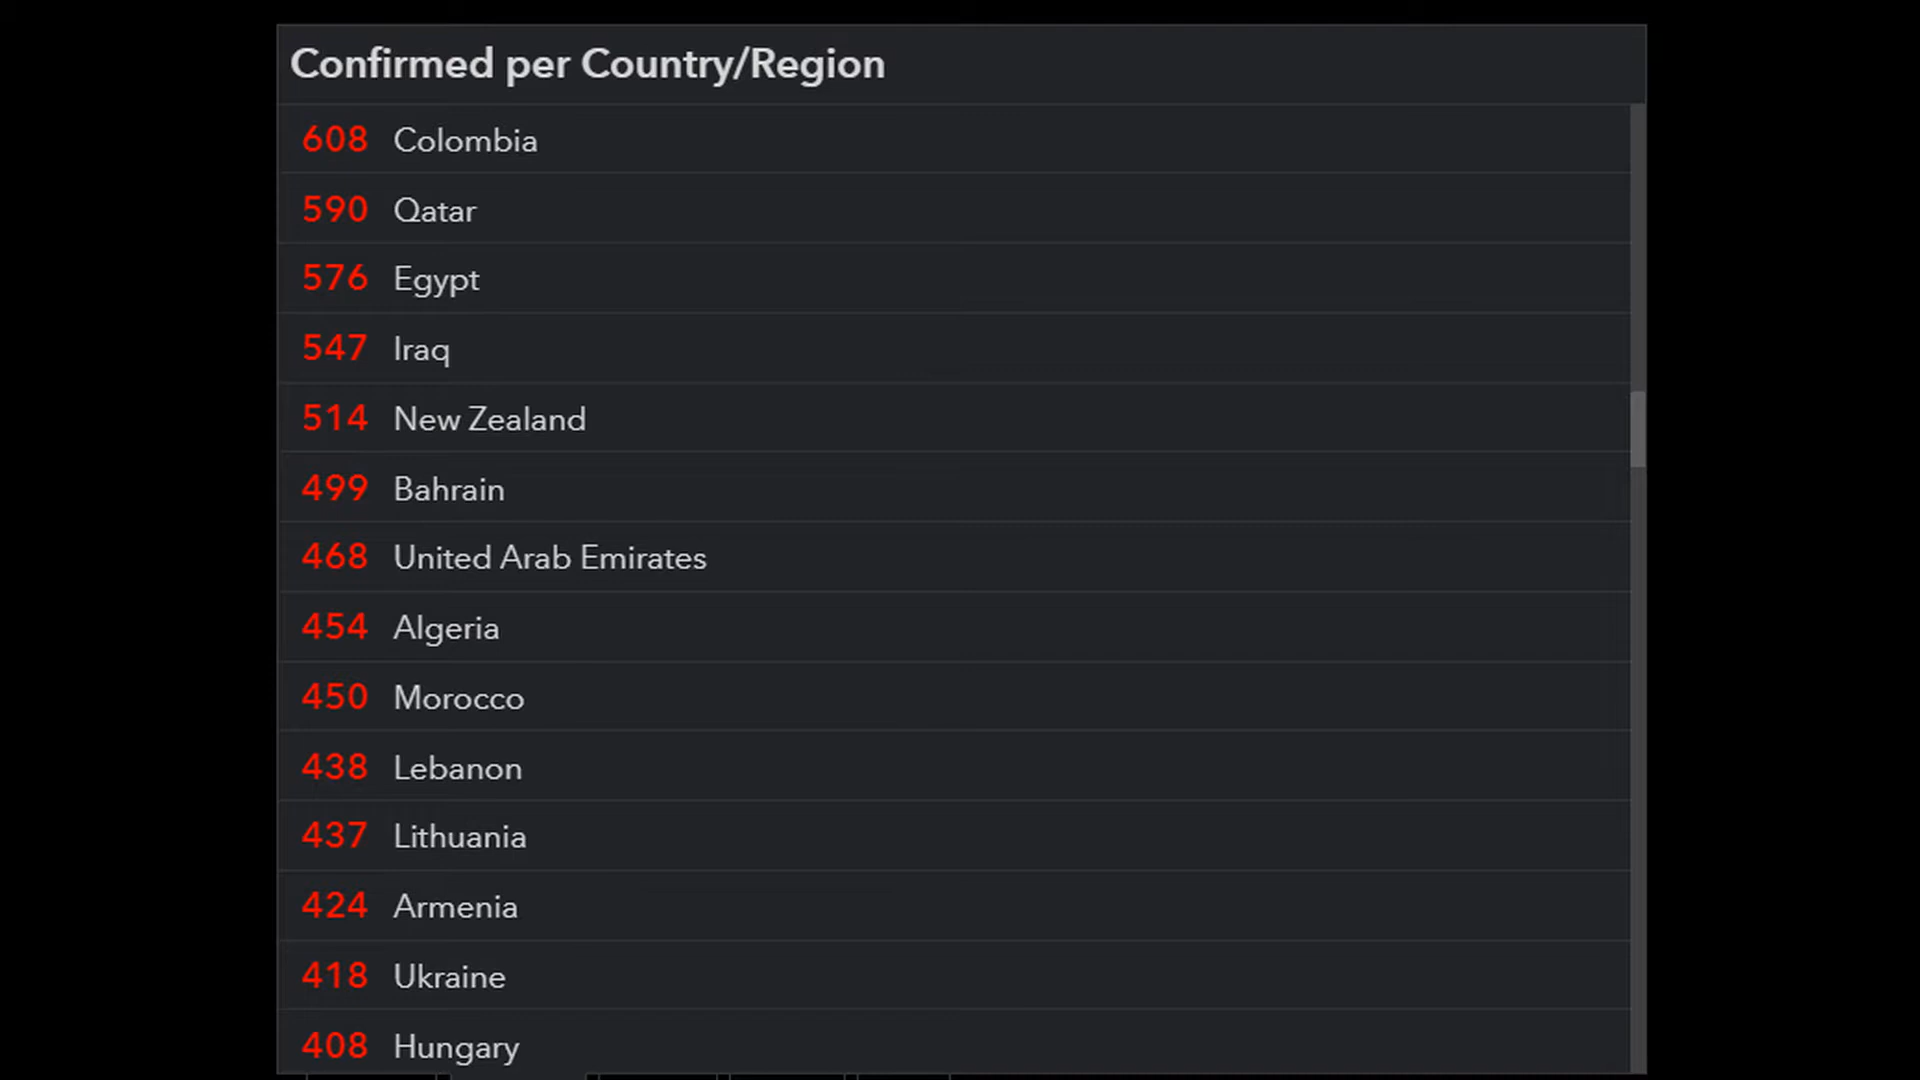 Confirmed per Country/Region
608 Colombia
590 Qatar
576 Egypt
547 Iraq
514 New Zealand
499 Bahrain
468 United Arab Emirates
454 Algeria
450 Morocco
438 Lebanon
437 Lithuania
424 Armenia
418 Ukraine
408 Hungary